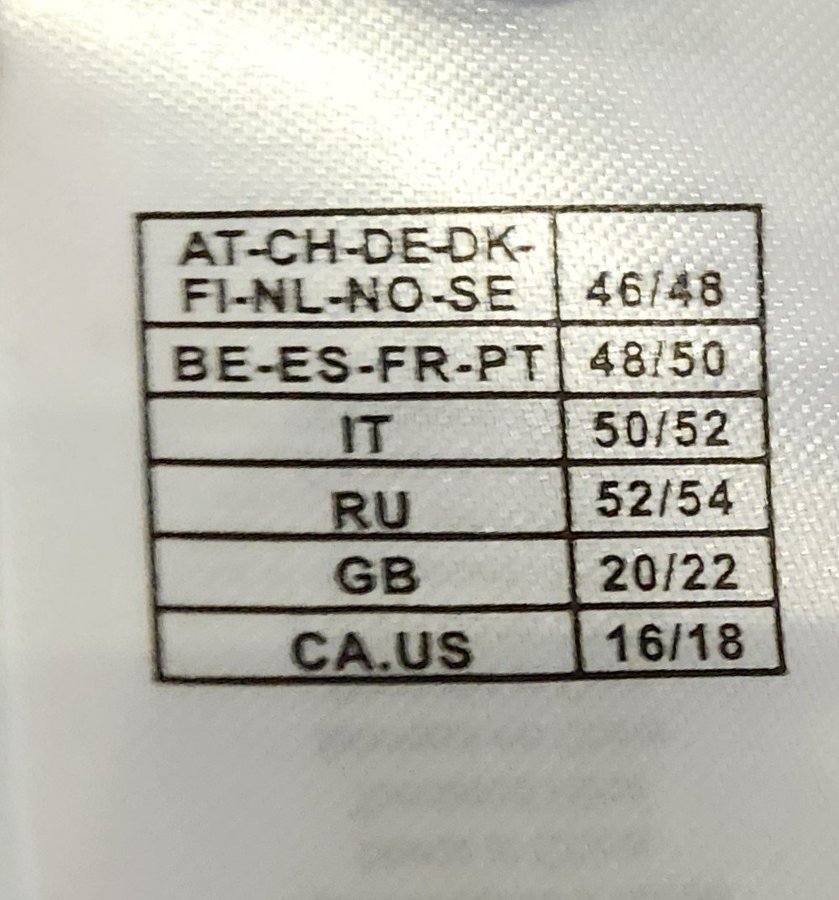 AT-CH-DE-DK-
FI-NL-NO-SE 46/48
BE-ES-FR-PT 48/50
IT 50/52
RU 52/54
GB 20/22
CA.US 16/18